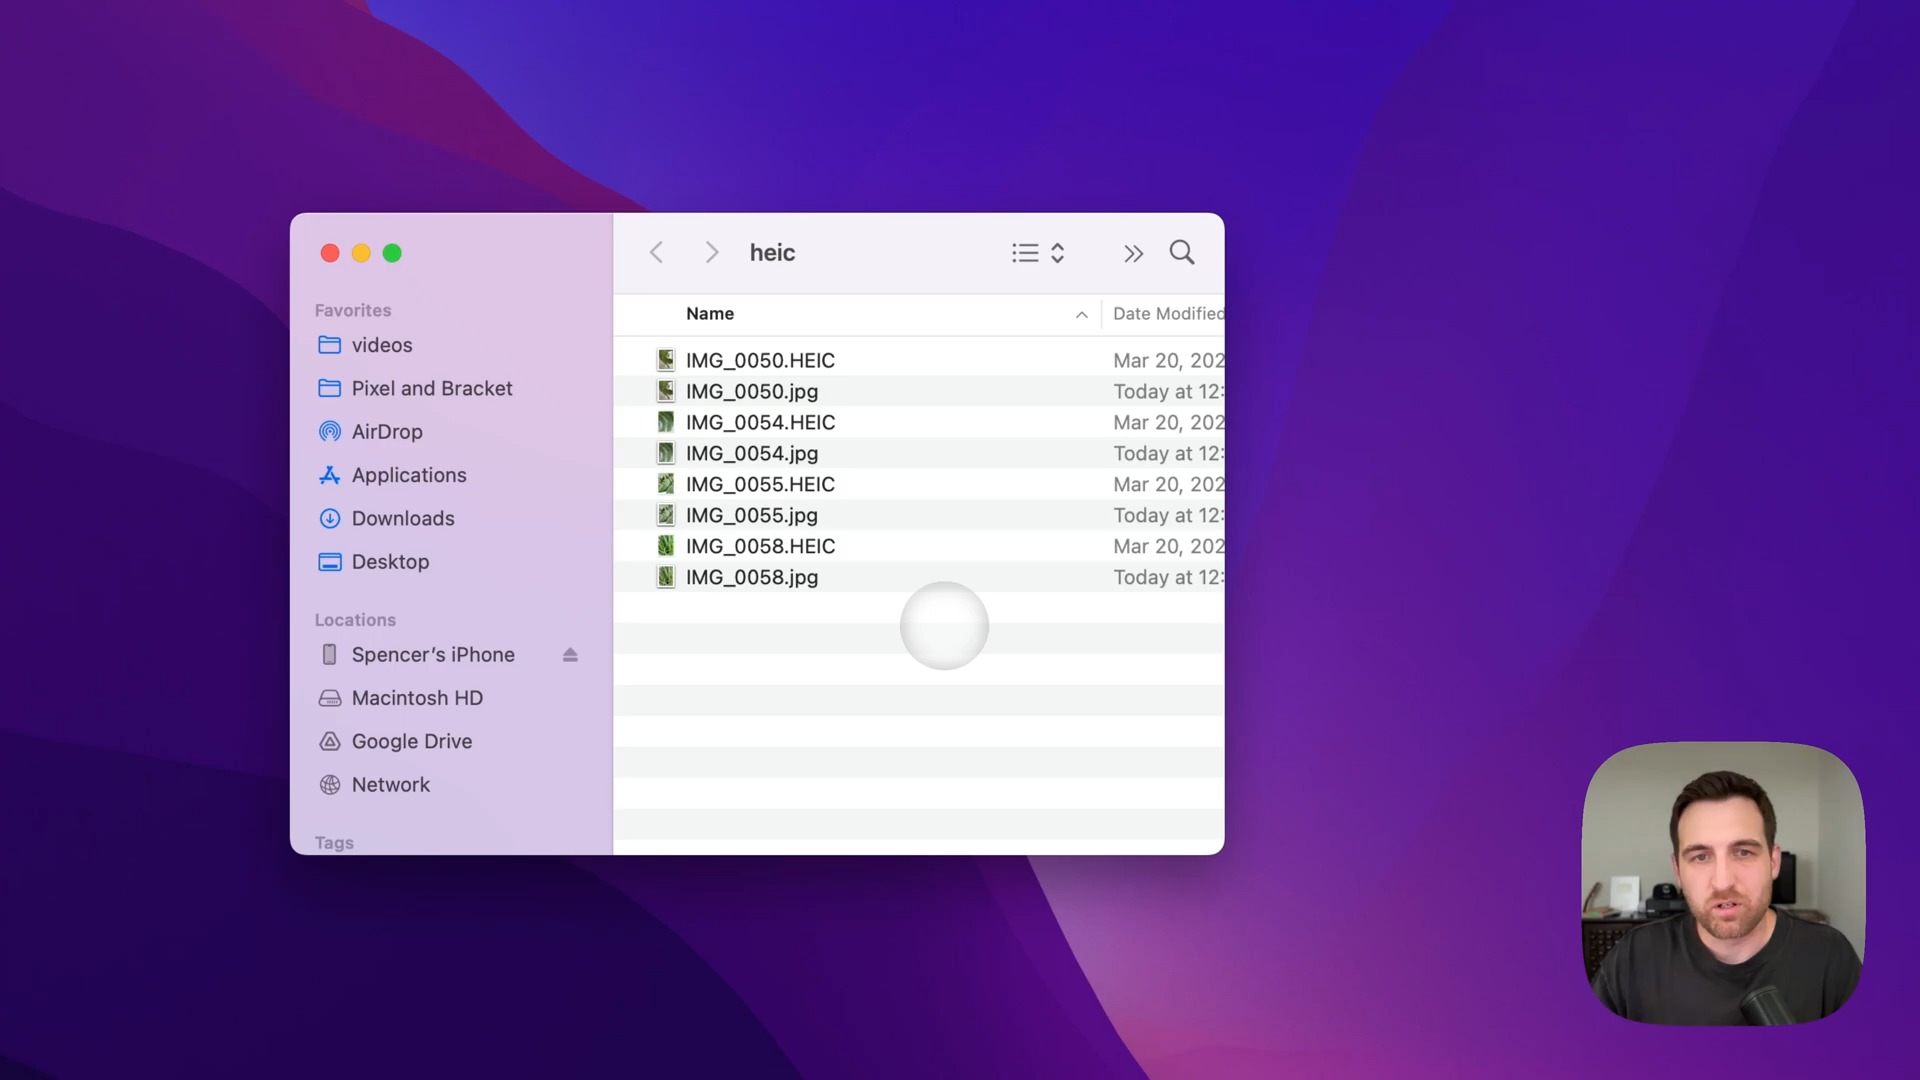 heic
Favorites
videos
Pixel and Bracket
AirDrop
Applications
Downloads
Desktop
Locations
Spencer’s iPhone
Macintosh HD
Google Drive
Network
Tags
Name Date Modified
IMG_0050.HEIC Mar 20, 202
IMG_0050.jpg Today at 12:
IMG_0054.HEIC Mar 20, 202
IMG_0054.jpg Today at 12:
IMG_0055.HEIC Mar 20, 202
IMG_0055.jpg Today at 12:
IMG_0058.HEIC Mar 20, 202
IMG_0058.jpg Today at 12: